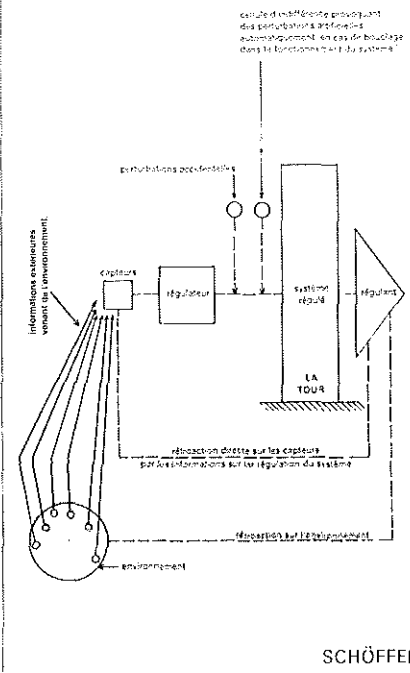 cellule d'indifférence provoquant
des perturbations artificielles
automatiquement, en cas de bouclage
dans le fonctionnement du système
perturbations accidentelles
informations extérieures
venant de l'environnement.
capteurs
régulateur
système
régulé
régulant
LA
TOUR
rétroaction directe sur les capteurs
par les informations sur la régulation du système
rétroaction sur l'environnement
environnement
SCHÖFFER